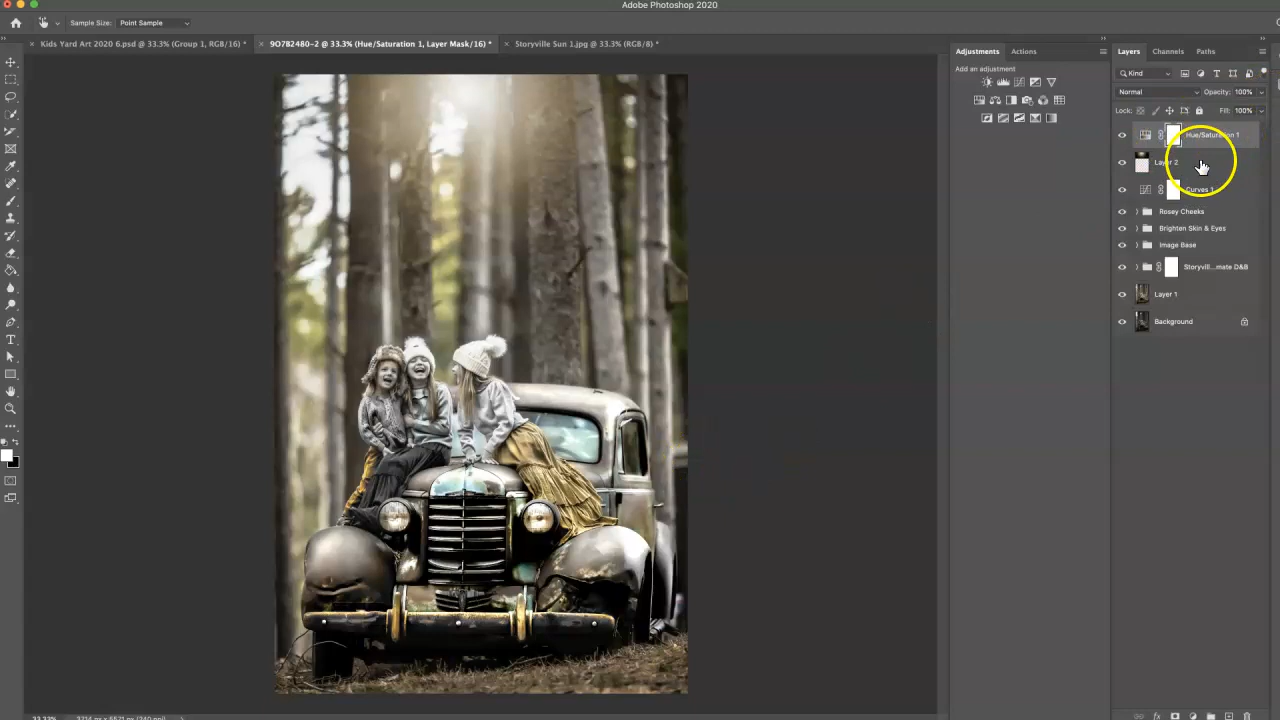 Adobe Photoshop 2020
Sample Size: Point Sample
Kids Yard Art 2020 6.psd @ 33.3% (Group 1, RGB/16) *
9O7B2480-2 @ 33.3% (Hue/Saturation 1, Layer Mask/16) *
Storyville Sun 1.jpg @ 33.3% (RGB/8) *
Adjustments Actions
Add an adjustment
Layers Channels Paths
Kind
Normal Opacity: 100%
Lock: Fill: 100%
Hue/Saturation 1
Layer 2
Curves 1
Rosey Cheeks
Brighten Skin & Eyes
Image Base
Storyvill...mate D&B
Layer 1
Background
33.33%